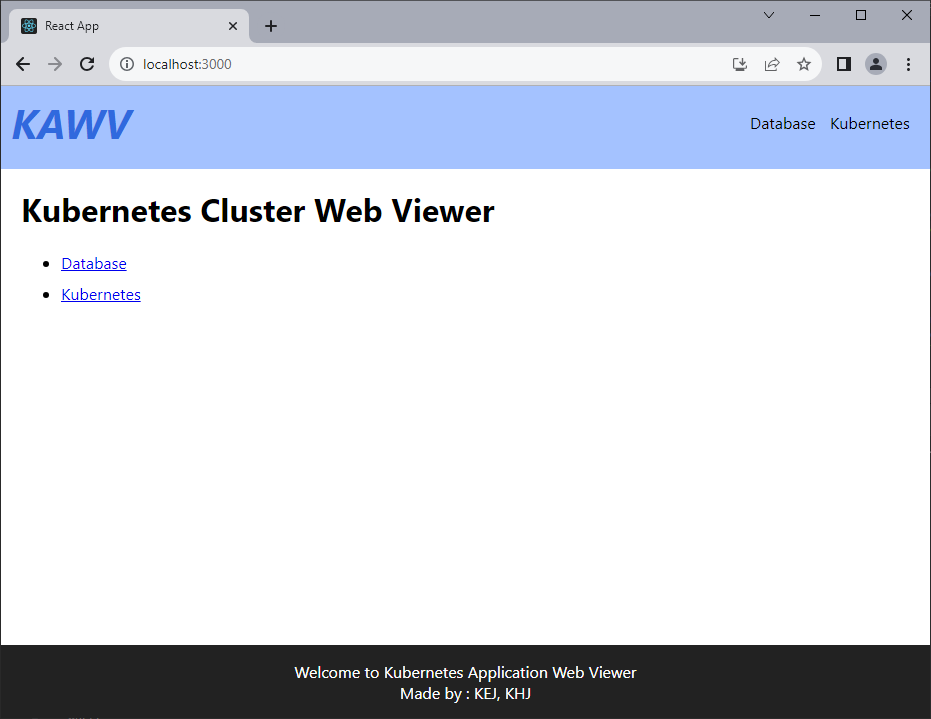 React App
localhost:3000
KAWV
Database Kubernetes
Kubernetes Cluster Web Viewer
Database
Kubernetes
Welcome to Kubernetes Application Web Viewer
Made by : KEJ, KHJ